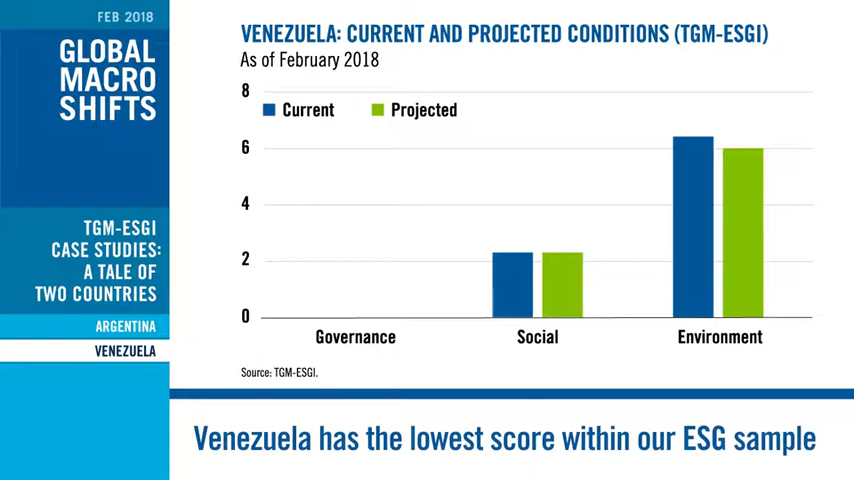 FEB 2018
GLOBAL
MACRO
SHIFTS
TGM-ESGI
CASE STUDIES:
A TALE OF
TWO COUNTRIES
ARGENTINA
VENEZUELA
VENEZUELA: CURRENT AND PROJECTED CONDITIONS (TGM-ESGI)
As of February 2018
8
Current
Projected
6
4
2
0
Governance
Social
Environment
Source: TGM-ESGI.
Venezuela has the lowest score within our ESG sample